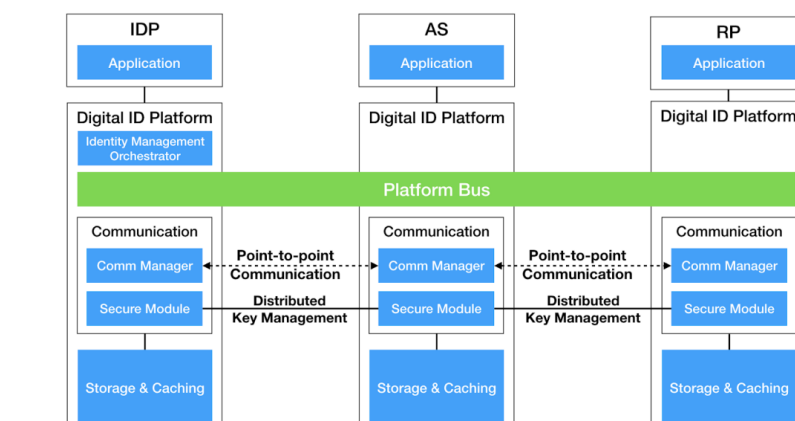 IDP
Application
AS
Application
RP
Application
Digital ID Platform
Identity Management
Orchestrator
Digital ID Platform
Digital ID Platform
Platform Bus
Communication
Comm Manager
Secure Module
Point-to-point
Communication
Distributed
Key Management
Communication
Comm Manager
Secure Module
Point-to-point
Communication
Distributed
Key Management
Communication
Comm Manager
Secure Module
Storage & Caching
Storage & Caching
Storage & Caching